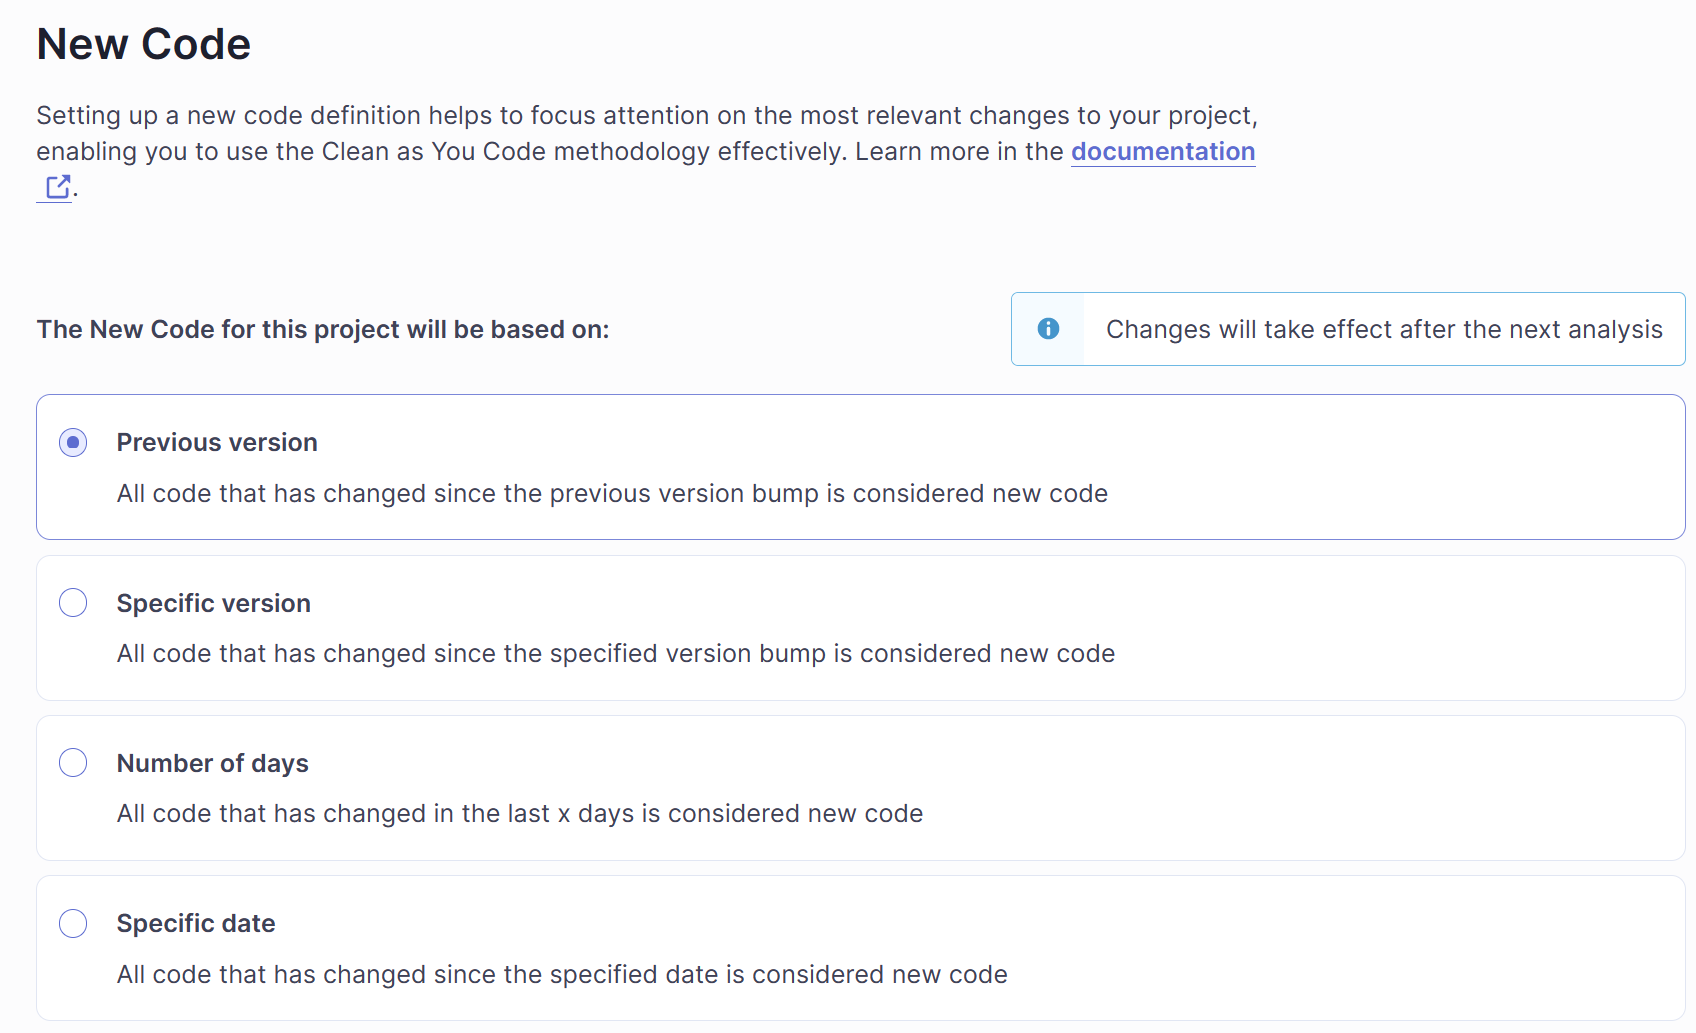 New Code
Setting up a new code definition helps to focus attention on the most relevant changes to your project,
enabling you to use the Clean as You Code methodology effectively. Learn more in the documentation
.
The New Code for this project will be based on:
Changes will take effect after the next analysis
Previous version
All code that has changed since the previous version bump is considered new code
Specific version
All code that has changed since the specified version bump is considered new code
Number of days
All code that has changed in the last x days is considered new code
Specific date
All code that has changed since the specified date is considered new code